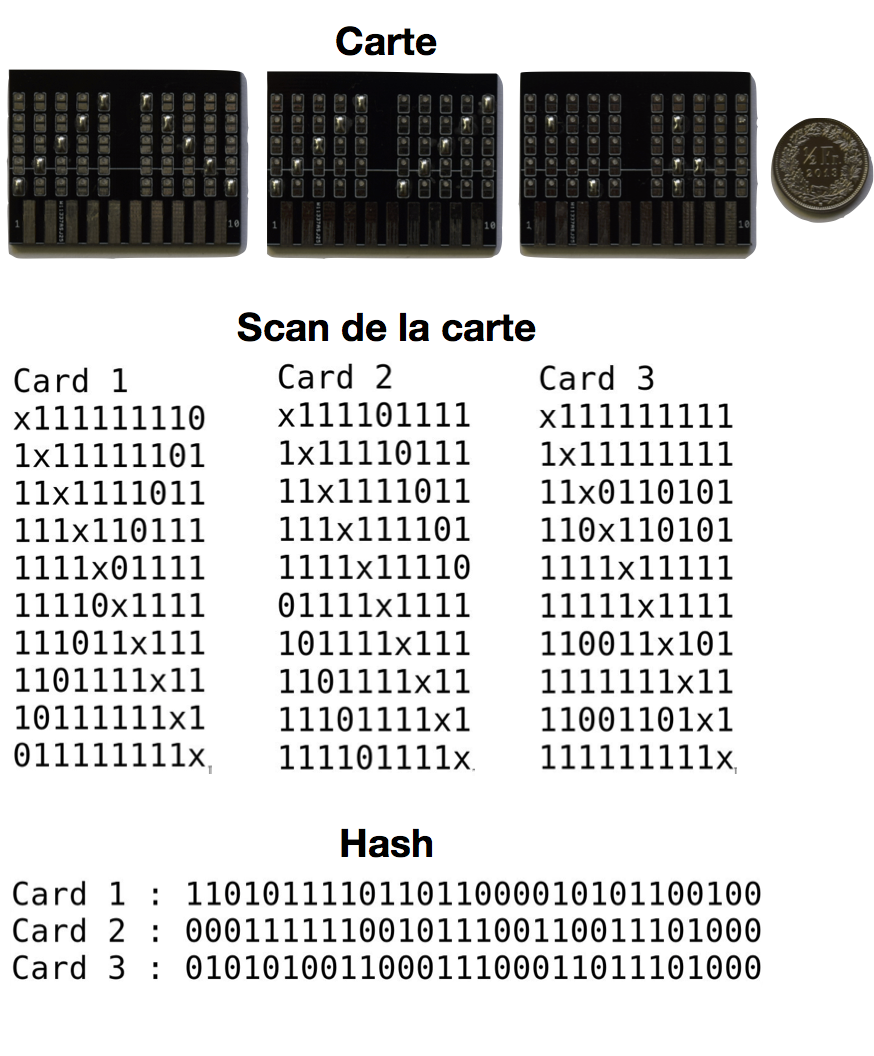 Carte
1 10
1 10
1 10
½Fr.
2013
Scan de la carte
Card 1
x111111110
1x11111101
11x1111011
111x110111
1111x01111
11110x1111
111011x111
1101111x11
10111111x1
011111111x
Card 2
x111101111
1x11110111
11x1111011
111x111101
1111x11110
01111x1111
101111x111
1101111x11
11101111x1
111101111x
Card 3
x111111111
1x11111111
11x0110101
110x110101
1111x11111
11111x1111
110011x101
1111111x11
11001101x1
111111111x
Hash
Card 1 : 110101111011011000010101100100
Card 2 : 000111111001011100110011101000
Card 3 : 010101001100011100011011101000